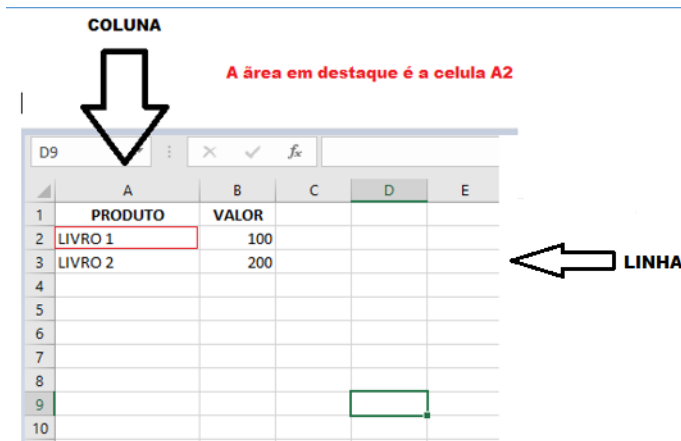 COLUNA
A ãrea em destaque é a celula A2
D9 fx
A B C D E
1 PRODUTO VALOR
2 LIVRO 1 100
3 LIVRO 2 200
LINHA
4
5
6
7
8
9
10